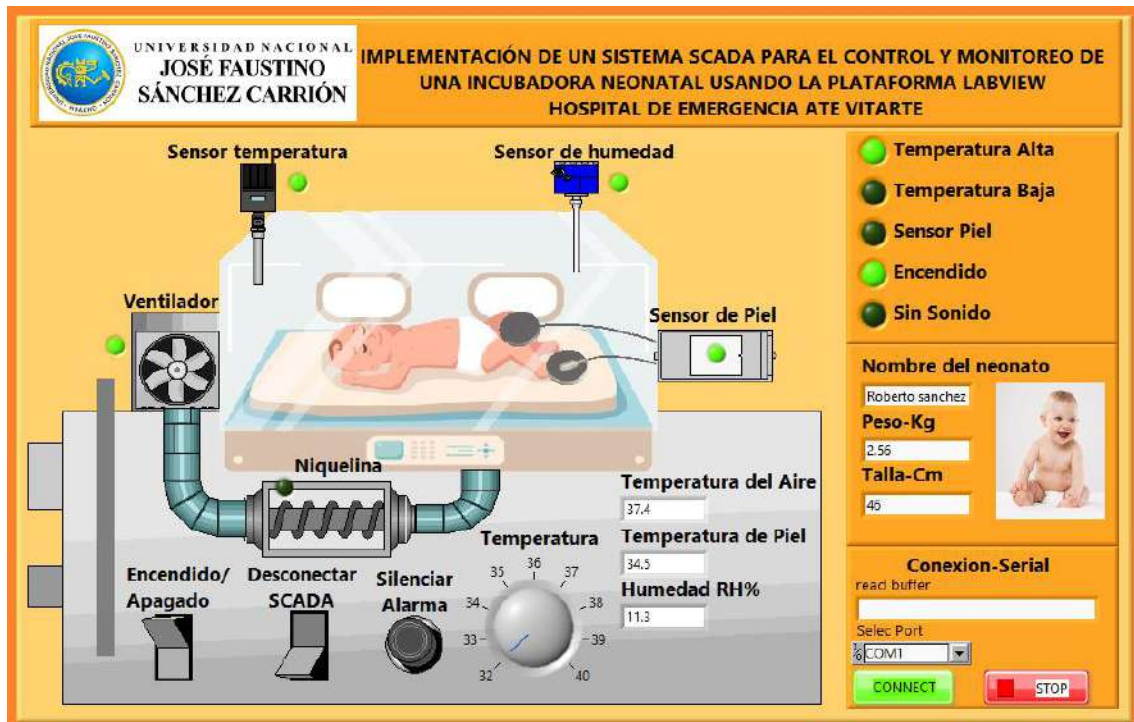 UNIVERSIDAD NACIONAL
JOSÉ FAUSTINO
SÁNCHEZ CARRIÓN
IMPLEMENTACIÓN DE UN SISTEMA SCADA PARA EL CONTROL Y MONITOREO DE
UNA INCUBADORA NEONATAL USANDO LA PLATAFORMA LABVIEW
HOSPITAL DE EMERGENCIA ATE VITARTE
Sensor temperatura
Sensor de humedad
Ventilador
Sensor de Piel
Niquelina
Temperatura del Aire
37.4
Temperatura de Piel
34.5
Humedad RH%
11.3
Encendido/
Apagado
Desconectar
SCADA
Silenciar
Alarma
Temperatura
32
33
34
35
36
37
38
39
40
Temperatura Alta
Temperatura Baja
Sensor Piel
Encendido
Sin Sonido
Nombre del neonato
Roberto sanchez
Peso-Kg
2.56
Talla-Cm
46
Conexion-Serial
read buffer
Selec Port
COM1
CONNECT
STOP